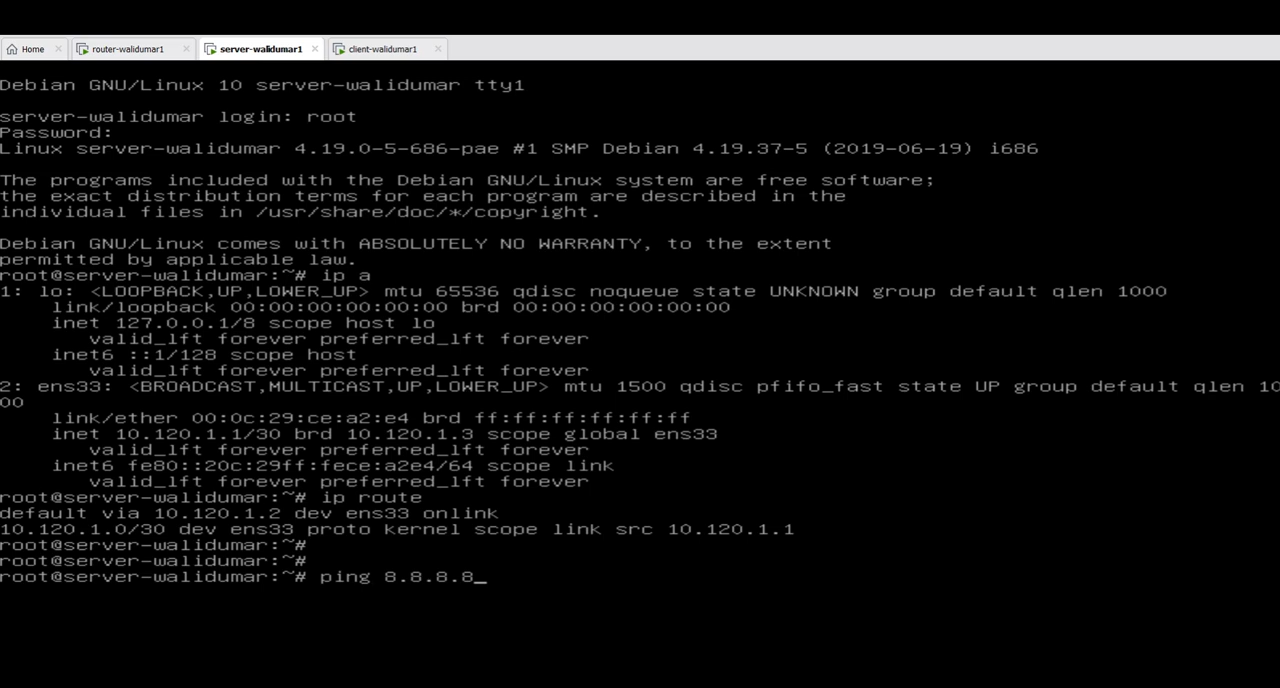 Home
router-walidumar1
server-walidumar1
client-walidumar1
Debian GNU/Linux 10 server-walidumar tty1
server-walidumar login: root
Password:
Linux server-walidumar 4.19.0-5-686-pae #1 SMP Debian 4.19.37-5 (2019-06-19) i686
The programs included with the Debian GNU/Linux system are free software;
the exact distribution terms for each program are described in the
individual files in /usr/share/doc/*/copyright.
Debian GNU/Linux comes with ABSOLUTELY NO WARRANTY, to the extent
permitted by applicable law.
root@server-walidumar:~# ip a
1: lo: <LOOPBACK,UP,LOWER_UP> mtu 65536 qdisc noqueue state UNKNOWN group default qlen 1000
link/loopback 00:00:00:00:00:00 brd 00:00:00:00:00:00
inet 127.0.0.1/8 scope host lo
valid_lft forever preferred_lft forever
inet6 ::1/128 scope host
valid_lft forever preferred_lft forever
2: ens33: <BROADCAST,MULTICAST,UP,LOWER_UP> mtu 1500 qdisc pfifo_fast state UP group default qlen 10
00
link/ether 00:0c:29:ce:a2:e4 brd ff:ff:ff:ff:ff:ff
inet 10.120.1.1/30 brd 10.120.1.3 scope global ens33
valid_lft forever preferred_lft forever
inet6 fe80::20c:29ff:fece:a2e4/64 scope link
valid_lft forever preferred_lft forever
root@server-walidumar:~# ip route
default via 10.120.1.2 dev ens33 onlink
10.120.1.0/30 dev ens33 proto kernel scope link src 10.120.1.1
root@server-walidumar:~#
root@server-walidumar:~#
root@server-walidumar:~# ping 8.8.8.8_